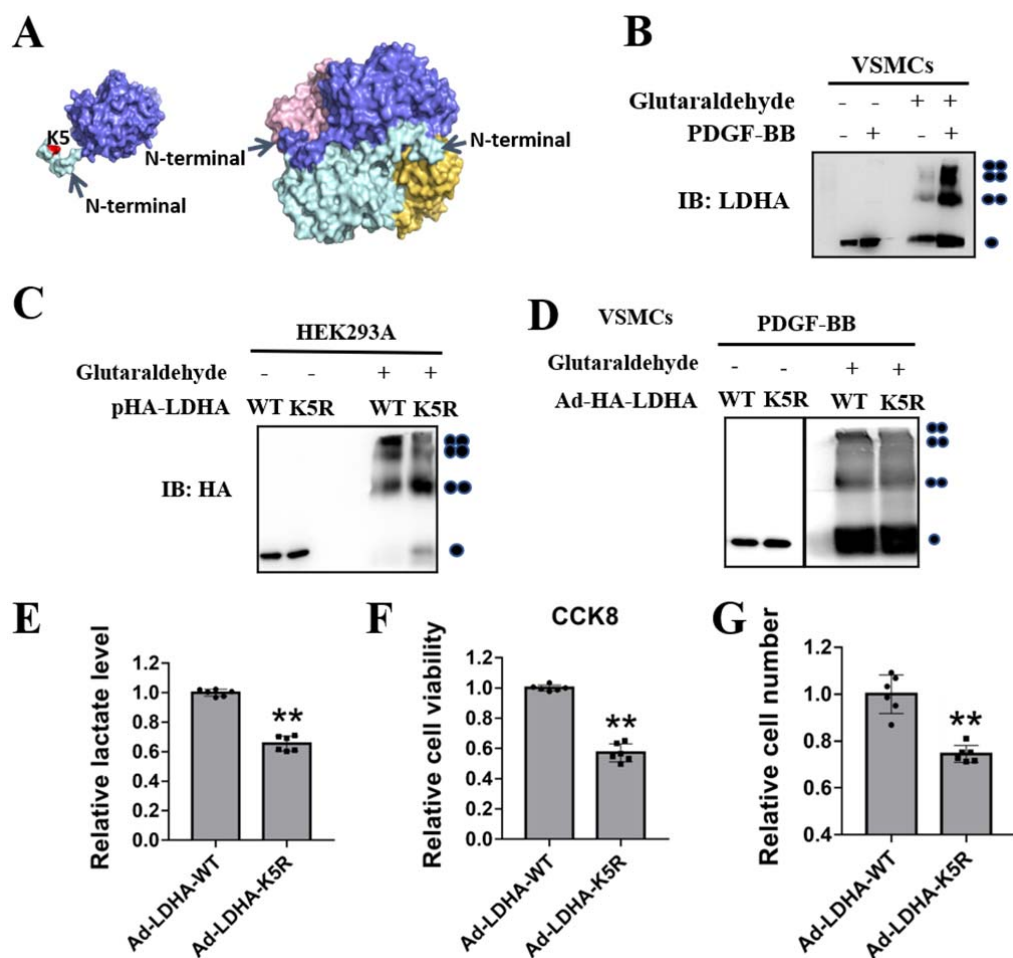 A
K5
N-terminal
N-terminal
N-terminal
B
VSMCs
Glutaraldehyde - - + +
PDGF-BB - + - +
IB: LDHA
C
HEK293A
Glutaraldehyde - - + +
pHA-LDHA WT K5R WT K5R
IB: HA
D
VSMCs PDGF-BB
Glutaraldehyde - - + +
Ad-HA-LDHA WT K5R WT K5R
E
Relative lactate level
1.2
1.0
0.8
0.6
0.4
0.2
0.0
**
Ad-LDHA-WT
Ad-LDHA-K5R
F
CCK8
Relative cell viability
1.2
1.0
0.8
0.6
0.4
0.2
0.0
**
Ad-LDHA-WT
Ad-LDHA-K5R
G
Relative cell number
1.2
1.0
0.8
0.6
0.4
**
Ad-LDHA-WT
Ad-LDHA-K5R